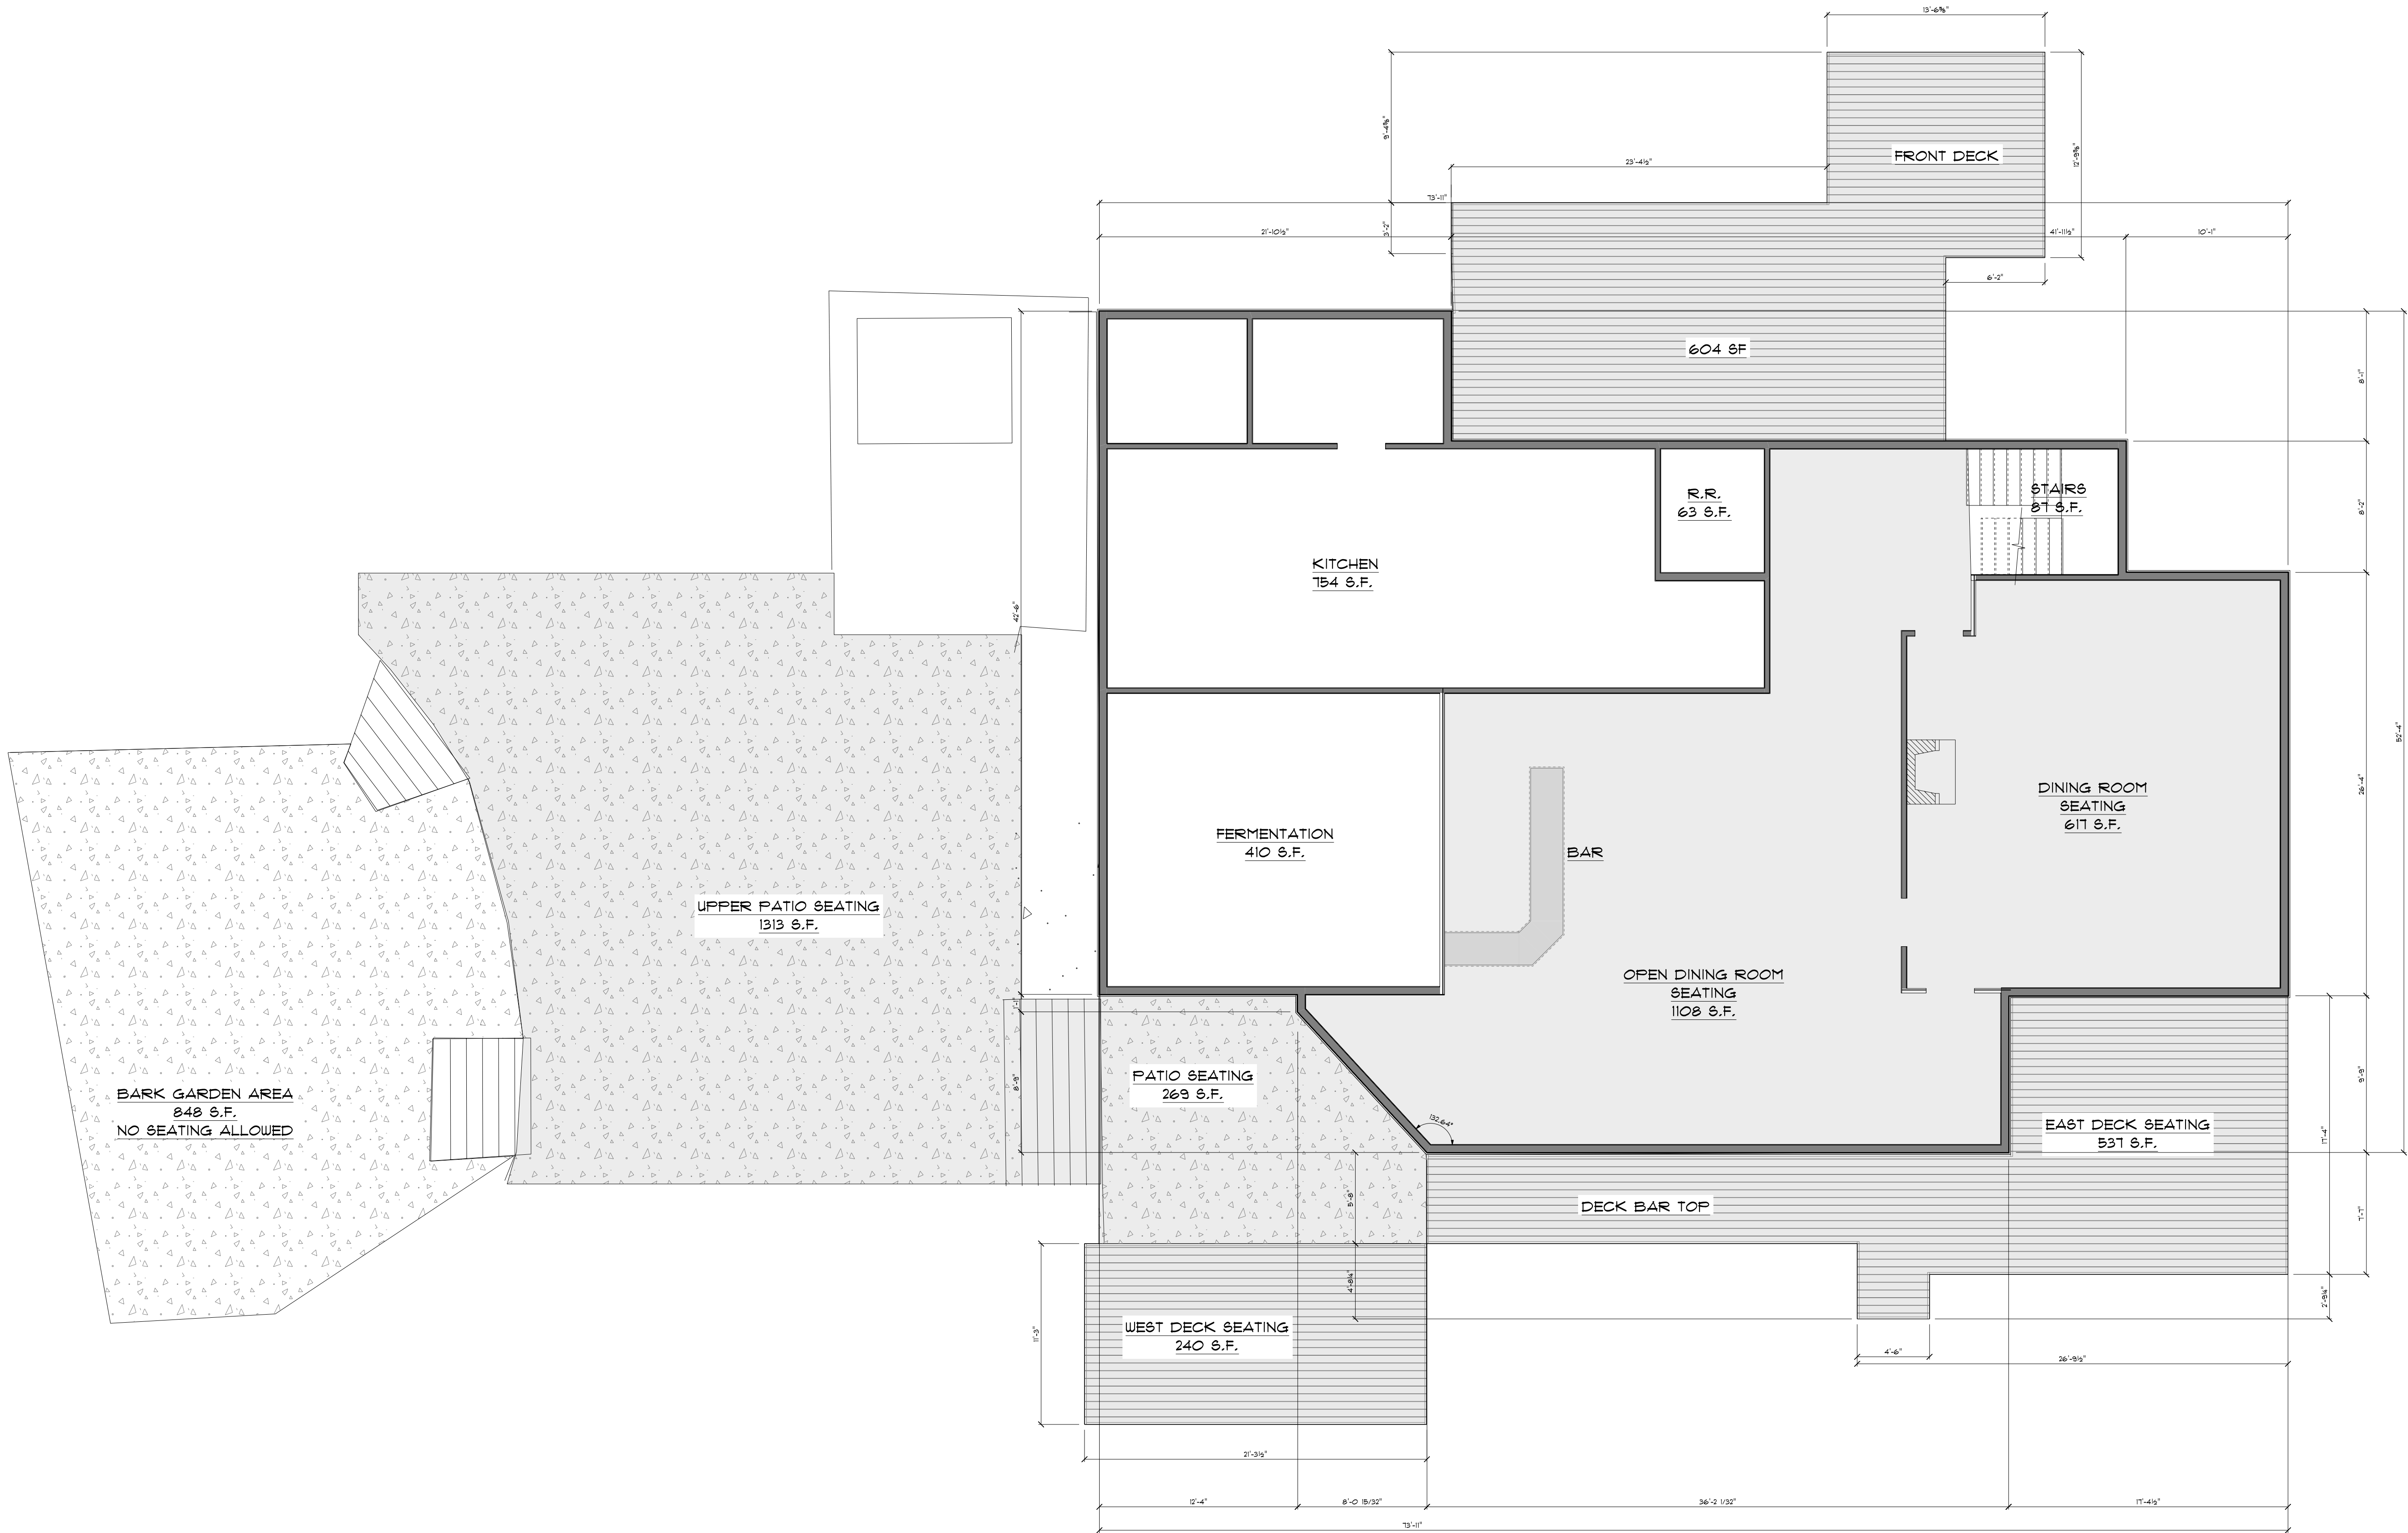 13'-6⅝"
FRONT DECK
9'-4⅜"
12'-9⅝"
23'-4½"
73'-11"
21'-10½"
3'-2"
41'-11½"
10'-1"
6'-2"
604 SF
8'-1"
R.R.
63 S.F.
STAIRS
87 S.F.
8'-2"
KITCHEN
754 S.F.
42'-6"
52'-4"
DINING ROOM
SEATING
617 S.F.
26'-4"
FERMENTATION
410 S.F.
BAR
UPPER PATIO SEATING
1313 S.F.
OPEN DINING ROOM
SEATING
1108 S.F.
BARK GARDEN AREA
848 S.F.
NO SEATING ALLOWED
8'-9"
PATIO SEATING
269 S.F.
132.64°
EAST DECK SEATING
537 S.F.
9'-9"
17'-4"
5'-8"
DECK BAR TOP
7'-7"
4'-8¼"
2'-9¼"
WEST DECK SEATING
240 S.F.
11'-3"
4'-6"
26'-9½"
21'-3½"
12'-4"
8'-0 15/32"
36'-2 1/32"
17'-4½"
73'-11"